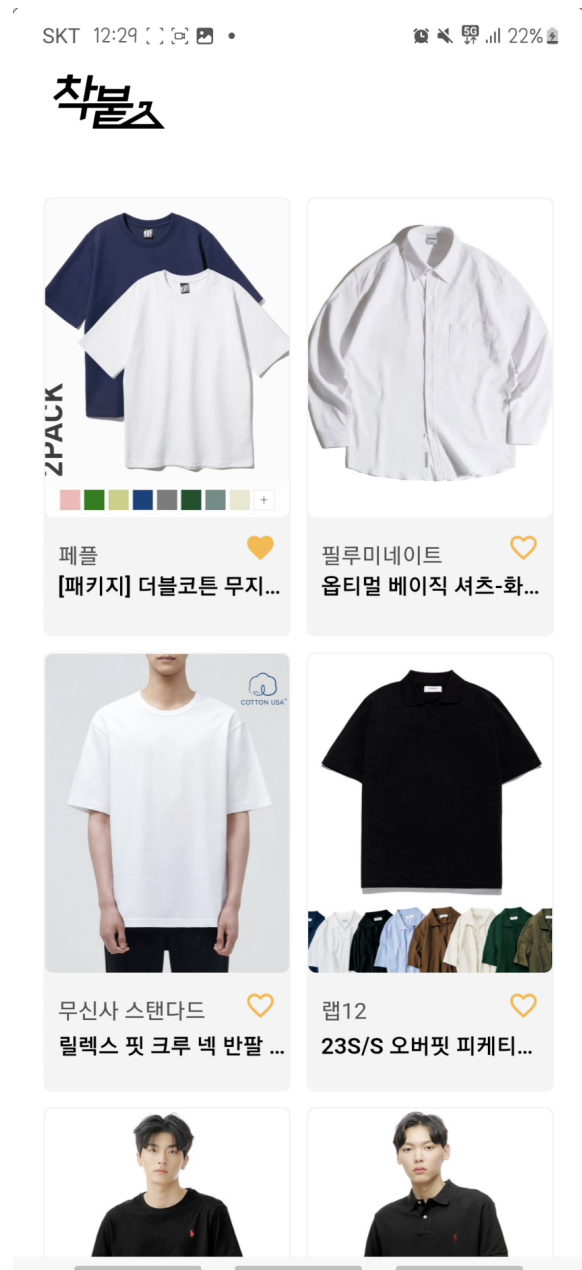 SKT 12:29
5G
22%
착붙
2PACK
+
페플
[패키지] 더블코튼 무지...
필루미네이트
옵티멀 베이직 셔츠-화...
COTTON USA™
무신사 스탠다드
릴렉스 핏 크루 넥 반팔 ...
랩12
23S/S 오버핏 피케티...